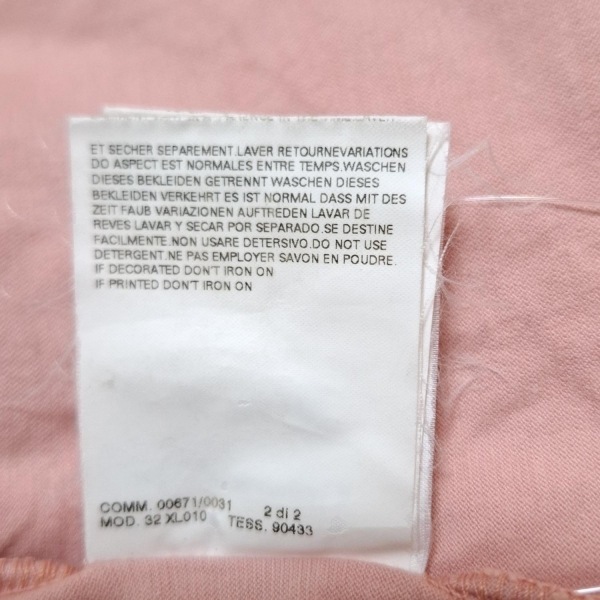 ET SECHER SEPAREMENT.LAVER RETOURNEVARIATIONS
DO ASPECT EST NORMALES ENTRE TEMPS.WASCHEN
DIESES BEKLEIDEN GETRENNT WASCHEN DIESES
BEKLEIDEN VERKEHRT ES IST NORMAL DASS MIT DES
ZEIT FAUB VARIAZIONEN AUFTREDEN LAVAR DE
REVES LAVAR Y SECAR POR SEPARADO.SE DESTINE
FACILMENTE.NON USARE DETERSIVO.DO NOT USE
DETERGENT.NE PAS EMPLOYER SAVON EN POUDRE.
IF DECORATED DON'T IRON ON
IF PRINTED DON'T IRON ON
COMM. 00671/0031 2 di 2
MOD. 32 XL010 TESS. 90433